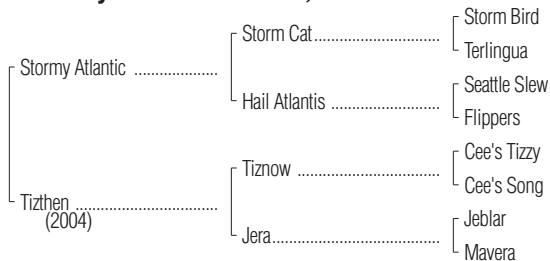 Storm Bird
Storm Cat
Terlingua
Stormy Atlantic
Seattle Slew
Hail Atlantis
Flippers
Cee's Tizzy
Tiznow
Cee's Song
Tizthen
(2004)
Jeblar
Jera
Mavera